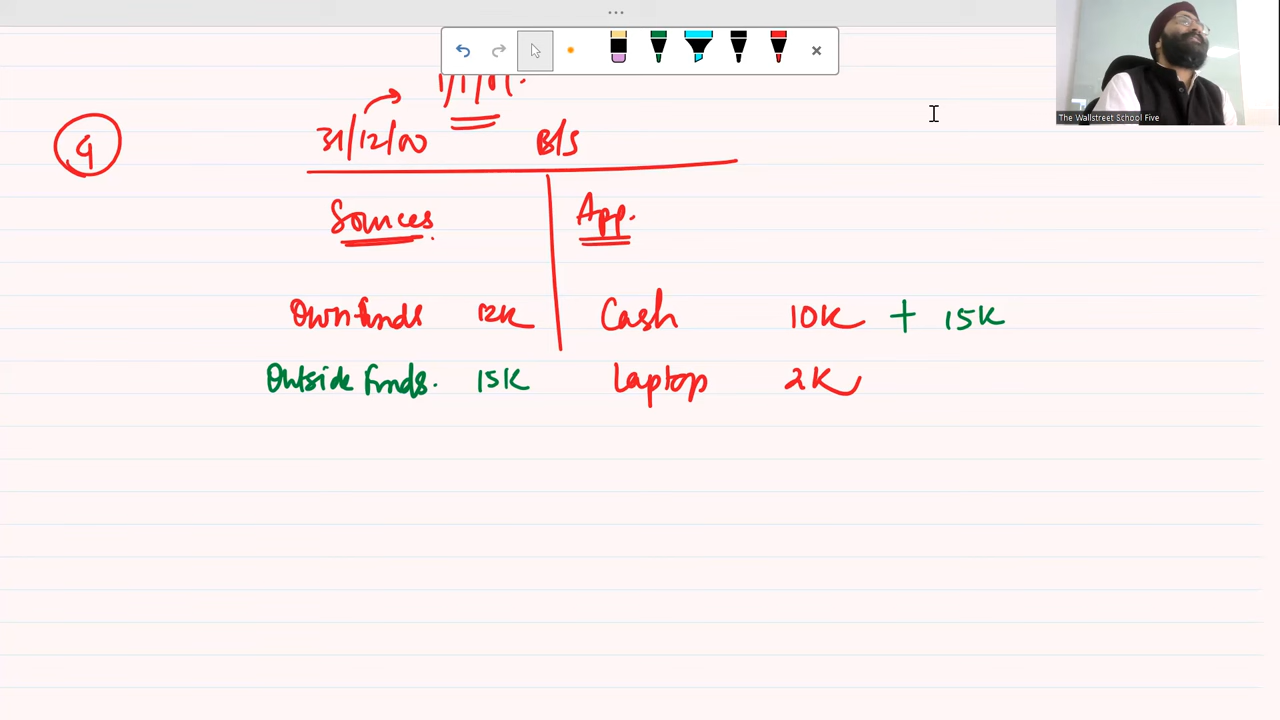 The Wallstreet School Five
1/1/01.
31/12/00 B/S
9
Sources App.
Own funds 12K Cash 10K + 15K
Outside funds. 15K Laptop 2K